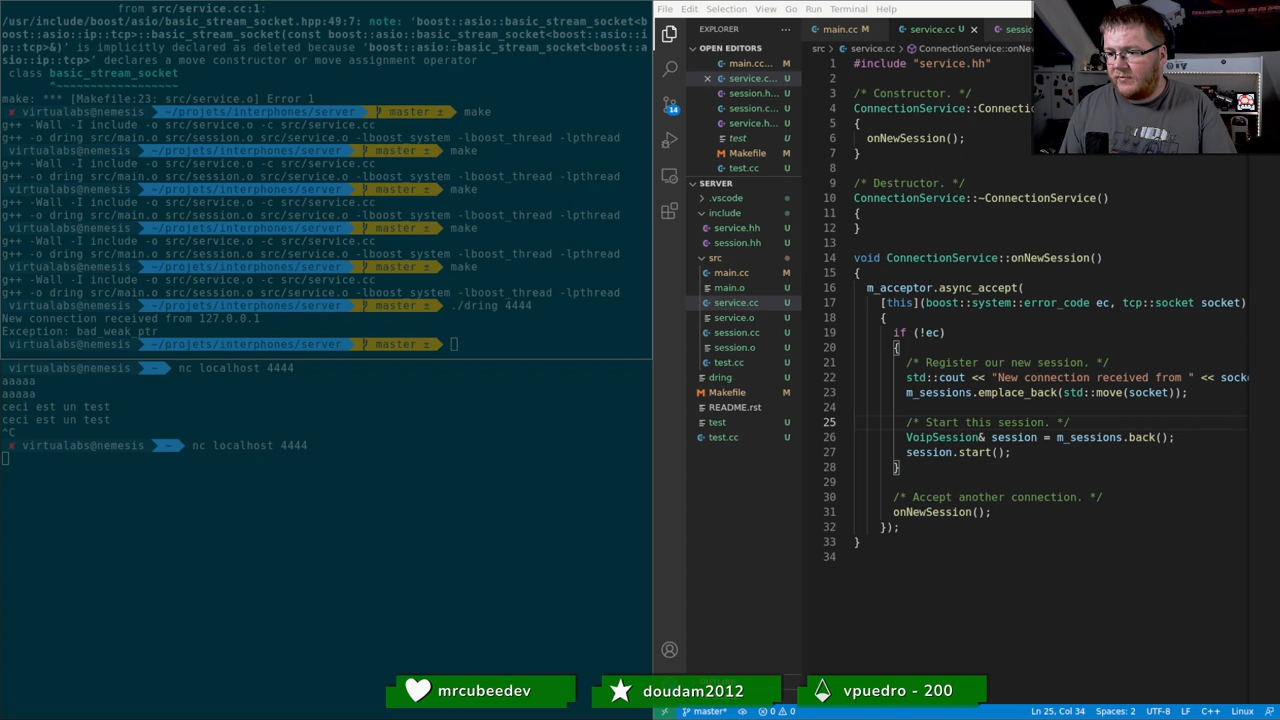 from src/service.cc:1:
/usr/include/boost/asio/basic_stream_socket.hpp:49:7: note: 'boost::asio::basic_stream_socket<b
oost::asio::ip::tcp>::basic_stream_socket(const boost::asio::basic_stream_socket<boost::asio::i
p::tcp>&)' is implicitly declared as deleted because 'boost::asio::basic_stream_socket<boost::as
io::ip::tcp>' declares a move constructor or move assignment operator
class basic_stream_socket
^~~~~~~~~~~~~~~~~~~
make: *** [Makefile:23: src/service.o] Error 1
✘ virtualabs@nemesis ~/projets/interphones/server master ± make
g++ -Wall -I include -o src/service.o -c src/service.cc
g++ -o dring src/main.o src/session.o src/service.o -lboost_system -lboost_thread -lpthread
virtualabs@nemesis ~/projets/interphones/server master ± make
g++ -Wall -I include -o src/service.o -c src/service.cc
g++ -o dring src/main.o src/session.o src/service.o -lboost_system -lboost_thread -lpthread
virtualabs@nemesis ~/projets/interphones/server master ± make
g++ -Wall -I include -o src/service.o -c src/service.cc
g++ -o dring src/main.o src/session.o src/service.o -lboost_system -lboost_thread -lpthread
virtualabs@nemesis ~/projets/interphones/server master ± make
g++ -Wall -I include -o src/service.o -c src/service.cc
g++ -o dring src/main.o src/session.o src/service.o -lboost_system -lboost_thread -lpthread
virtualabs@nemesis ~/projets/interphones/server master ± make
g++ -Wall -I include -o src/service.o -c src/service.cc
g++ -o dring src/main.o src/session.o src/service.o -lboost_system -lboost_thread -lpthread
virtualabs@nemesis ~/projets/interphones/server master ± ./dring 4444
New connection received from 127.0.0.1
Exception: bad_weak_ptr
virtualabs@nemesis ~/projets/interphones/server master ±
virtualabs@nemesis ~ nc localhost 4444
aaaaa
aaaaa
ceci est un test
ceci est un test
^C
✘ virtualabs@nemesis ~ nc localhost 4444
File Edit Selection View Go Run Terminal Help
EXPLORER ...
OPEN EDITORS
main.cc... M
service.c... U
session.h... U
session.c... U
service.h... U
test U
Makefile M
test.cc U
SERVER
.vscode
include
service.hh U
session.hh U
src
main.cc M
main.o U
service.cc U
service.o U
session.cc U
session.o U
test.cc U
dring U
Makefile M
README.rst
test U
test.cc U
14
main.cc M service.cc U sessio
src > service.cc > ConnectionService::onNew
1 #include "service.hh"
2
3 /* Constructor. */
4 ConnectionService::Connectio
5 {
6 onNewSession();
7 }
8
9 /* Destructor. */
10 ConnectionService::~ConnectionService()
11 {
12 }
13
14 void ConnectionService::onNewSession()
15 {
16 m_acceptor.async_accept(
17 [this](boost::system::error_code ec, tcp::socket socket)
18 {
19 if (!ec)
20 {
21 /* Register our new session. */
22 std::cout << "New connection received from " << socke
23 m_sessions.emplace_back(std::move(socket));
24
25 /* Start this session. */
26 VoipSession& session = m_sessions.back();
27 session.start();
28 }
29
30 /* Accept another connection. */
31 onNewSession();
32 });
33 }
34
mrcubeedev
doudam2012
vpuedro - 200
master* 0 0 Ln 25, Col 34 Spaces: 2 UTF-8 LF C++ Linux